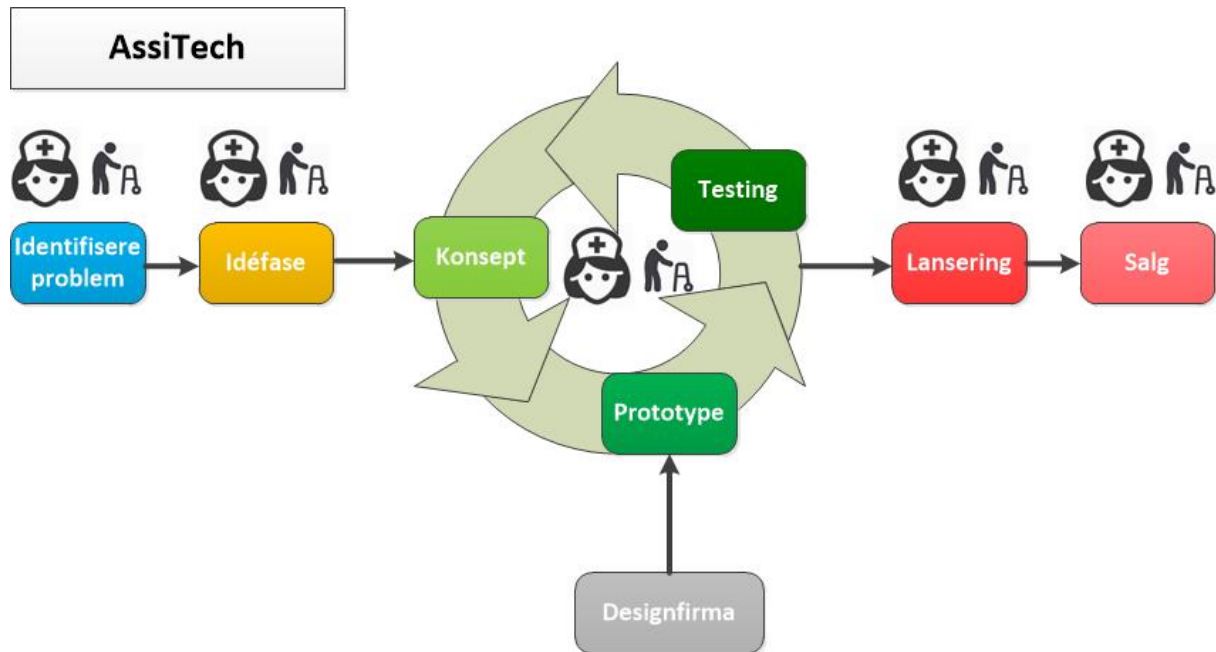 AssiTech
Identifisere
problem
Idéfase
Konsept
Testing
Prototype
Lansering
Salg
Designfirma